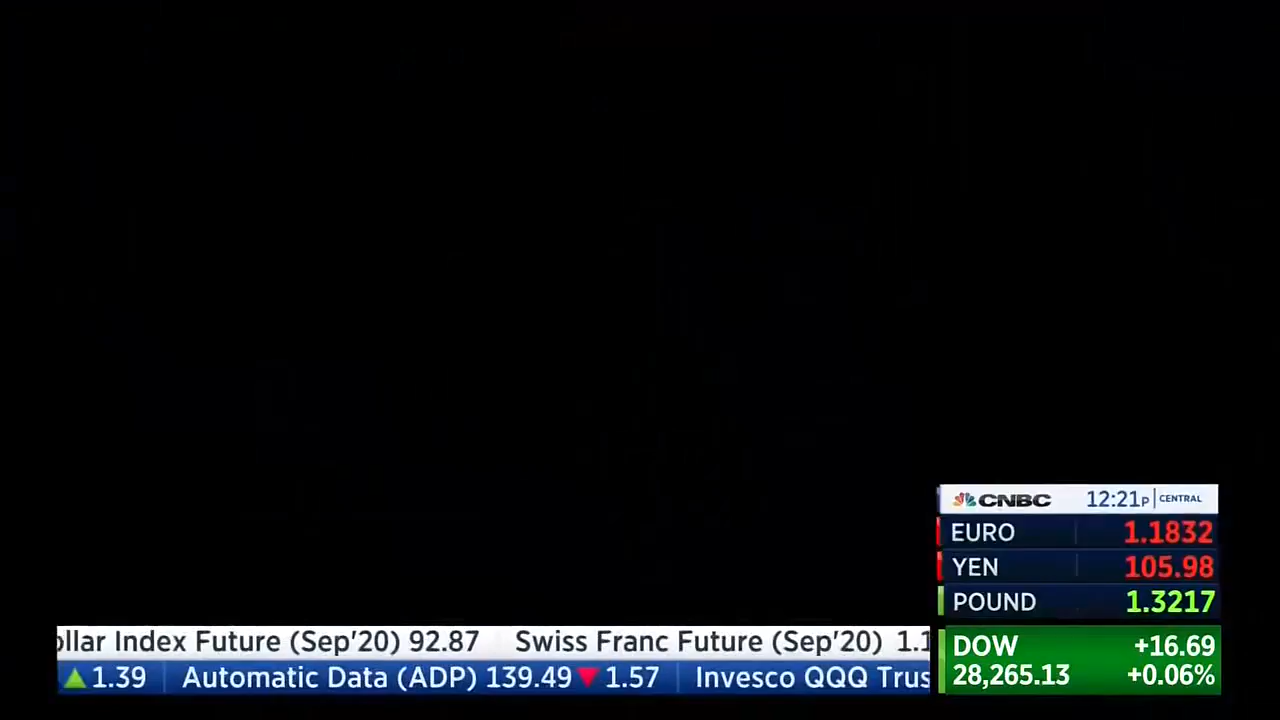 CNBC 12:21P CENTRAL
EURO 1.1832
YEN 105.98
POUND 1.3217
DOW +16.69
28,265.13 +0.06%
ollar Index Future (Sep'20) 92.87 Swiss Franc Future (Sep'20) 1.1
▲1.39 Automatic Data (ADP) 139.49▼1.57 Invesco QQQ Trus